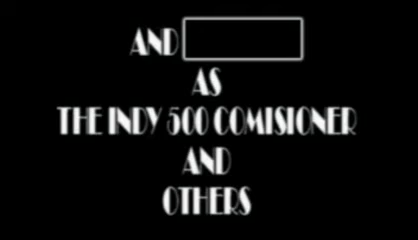 AND
AS
THE INDY 500 COMISIONER
AND
OTHERS